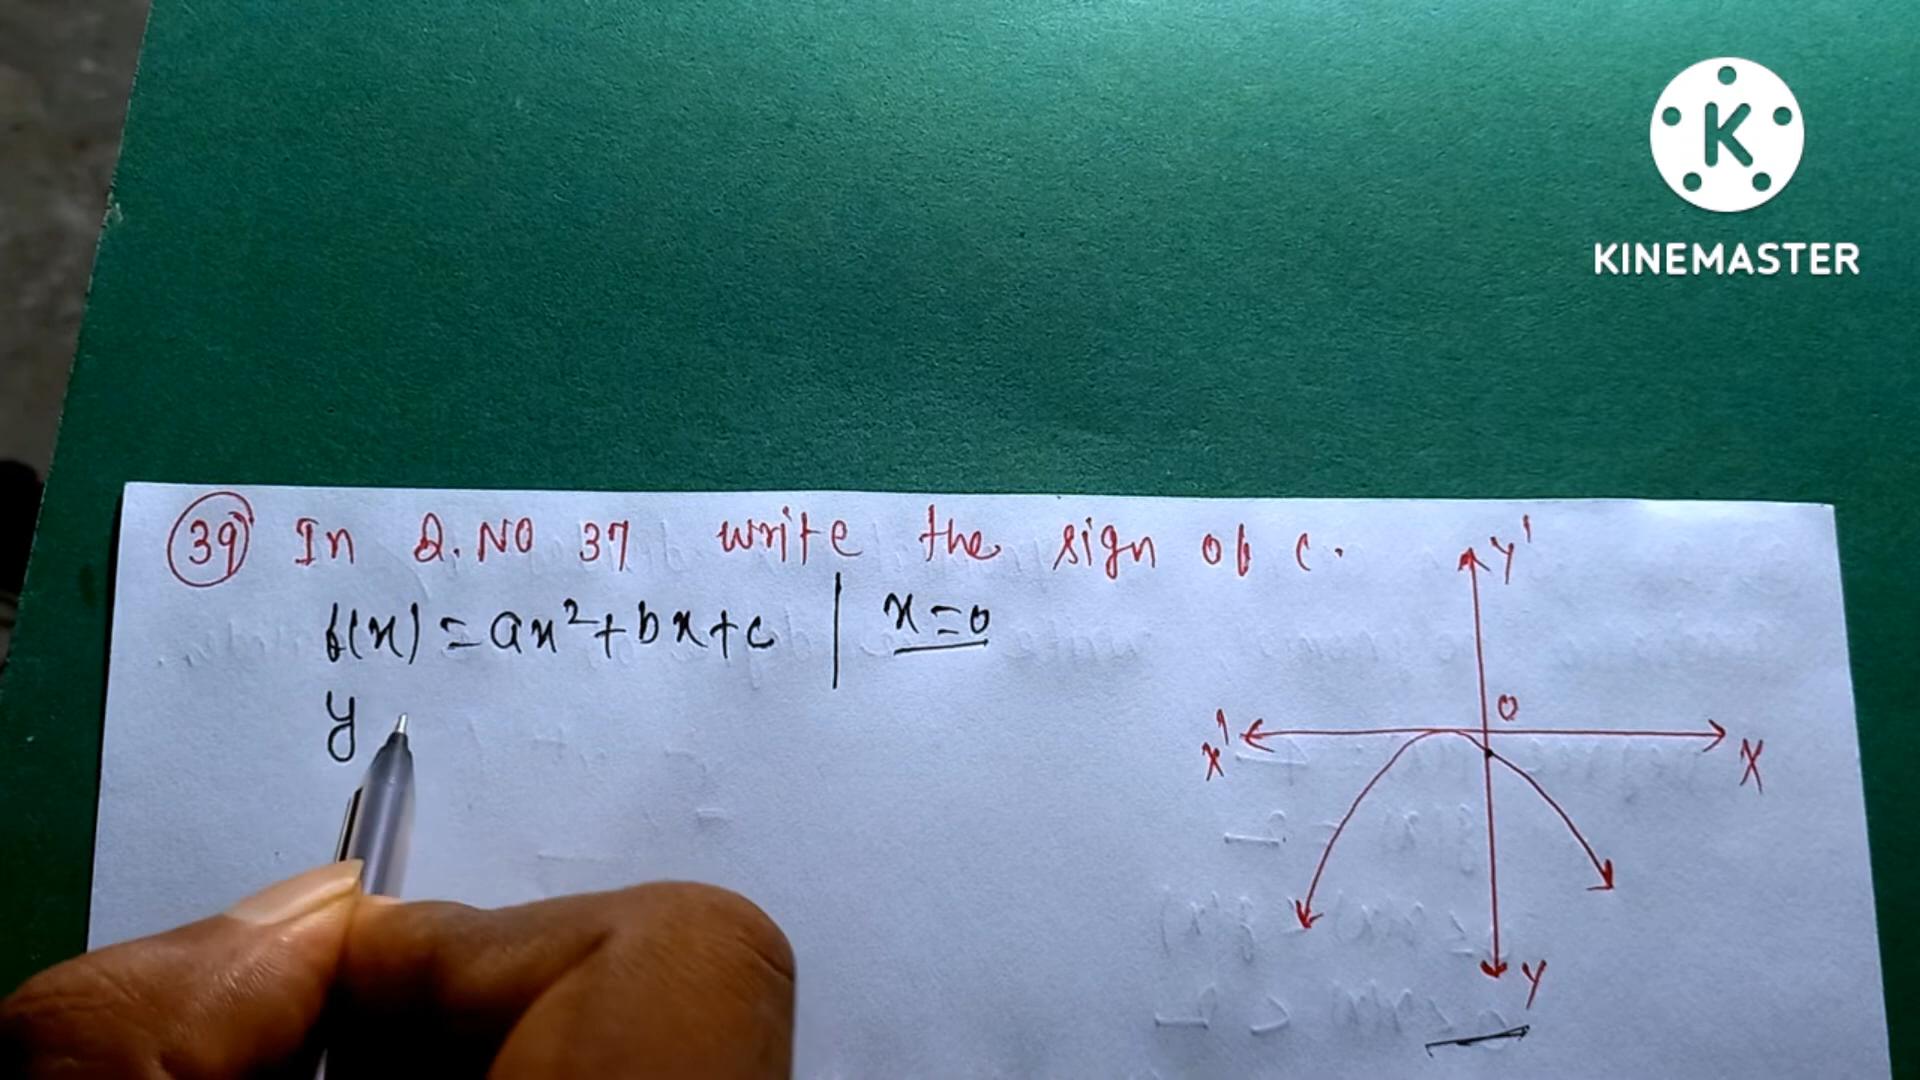 KINEMASTER
39 In Q. NO 37 write the sign of c.
f(x) = ax²+bx+c | x=0
y
Y'
O
X'
X
Y